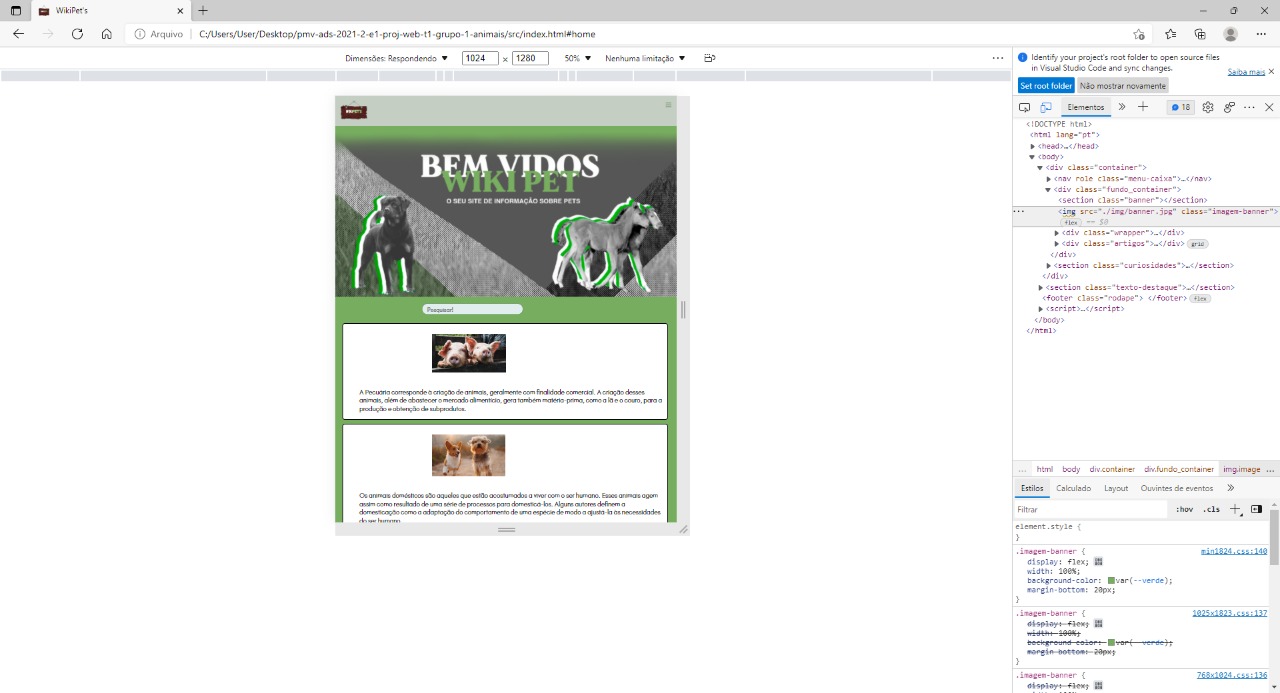 WikiPet's
Arquivo
C:/Users/User/Desktop/pmv-ads-2021-2-e1-proj-web-t1-grupo-1-animais/src/index.html#home
Dimensões: Respondendo
1024 x 1280
50%
Nenhuma limitação
WIKIPETS
BEM VIDOS
WIKI PET
O SEU SITE DE INFORMAÇÃO SOBRE PETS
Pesquisar!
A Pecuária corresponde à criação de animais, geralmente com finalidade comercial. A criação desses
animais, além de abastecer o mercado alimentício, gera também matéria-prima, como a lã e o couro, para a
produção e obtenção de subprodutos.
Os animais domésticos são aqueles que estão acostumados a viver com o ser humano. Esses animais agem
assim como resultado de uma série de processos para domesticá-los. Alguns autores definem a
domesticação como a adaptação do comportamento de uma espécie de modo a ajustá-la às necessidades
do ser humano.
Identify your project's root folder to open source files
in Visual Studio Code and sync changes.
Saiba mais
Set root folder
Não mostrar novamente
Elementos
18
<!DOCTYPE html>
<html lang="pt">
<head>…</head>
<body>
<div class="container">
<nav role class="menu-caixa">…</nav>
<div class="fundo_container">
<section class="banner"></section>
<img src="./img/banner.jpg" class="imagem-banner">
flex == $0
<div class="wrapper">…</div>
<div class="artigos">…</div> grid
</div>
<section class="curiosidades">…</section>
</div>
<section class="texto-destaque">…</section>
<footer class="rodape"> </footer> flex
<script>…</script>
</body>
</html>
... html body div.container div.fundo_container img.image ...
Estilos Calculado Layout Ouvintes de eventos
Filtrar
:hov .cls
element.style {
}
.imagem-banner {
min1824.css:140
display: flex;
width: 100%;
background-color: var(--verde);
margin-bottom: 20px;
}
.imagem-banner {
1025x1823.css:137
display: flex;
width: 100%;
background-color: var(--verde);
margin-bottom: 20px;
}
.imagem-banner {
768x1024.css:136
display: flex;
width: 100%;